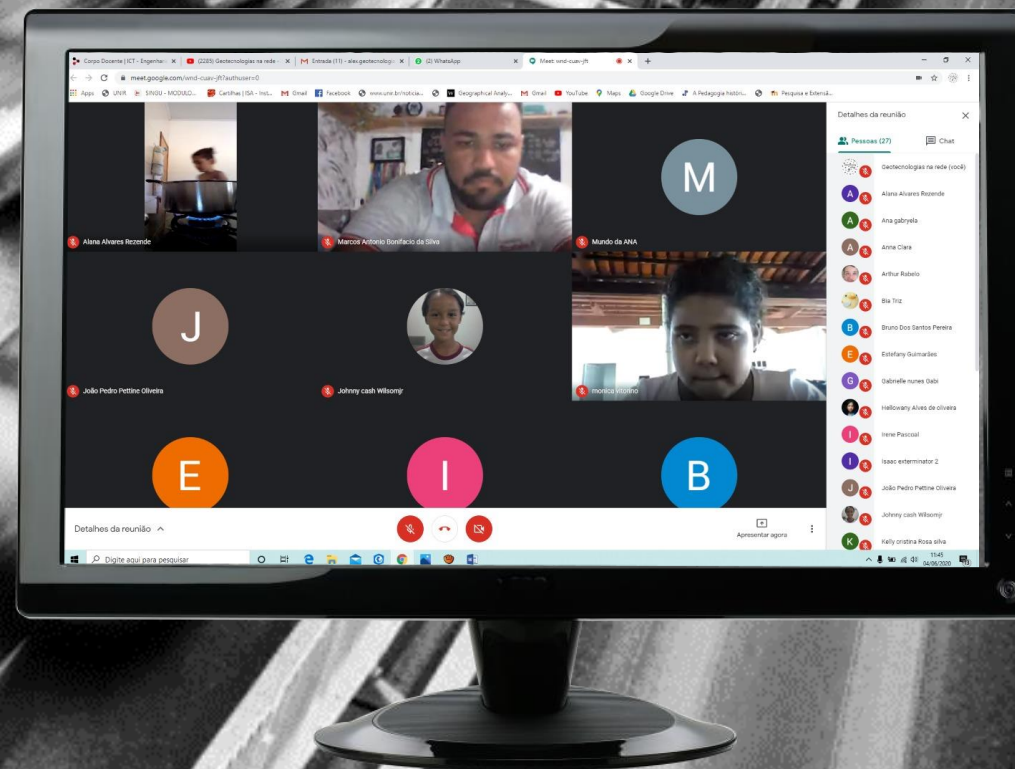 Corpo Docente | ICT - Engenhari
(2285) Geotecnologias na rede -
Entrada (11) - alex.geotecnologi
(2) WhatsApp
Meet: wnd-cuav-jft
meet.google.com/wnd-cuav-jft?authuser=0
Apps UNIR SINGU - MODULO... Cartilhas | ISA - Inst... Gmail Facebook www.unir.br/noticia... Geographical Analy... Gmail YouTube Maps Google Drive A Pedagogia históri... Pesquisa e Extensã...
Alana Alvares Rezende
Marcos Antonio Bonifacio da Silva
M
Mundo da ANA
J
João Pedro Pettine Oliveira
Johnny cash Wilsomjr
monica vitorino
E
I
B
Detalhes da reunião
Pessoas (27)
Chat
Geotecnologias na rede (você)
A Alana Alvares Rezende
A Ana gabryela
A Anna Clara
Arthur Rabelo
Bia Triz
B Bruno Dos Santos Pereira
E Estefany Guimarães
G Gabrielle nunes Gabi
Hellowany Alves de oliveira
I Irene Pascoal
I Isaac exterminator 2
J João Pedro Pettine Oliveira
Johnny cash Wilsomjr
K Kelly cristina Rosa silva
Detalhes da reunião
Apresentar agora
Digite aqui para pesquisar
11:45
04/06/2020